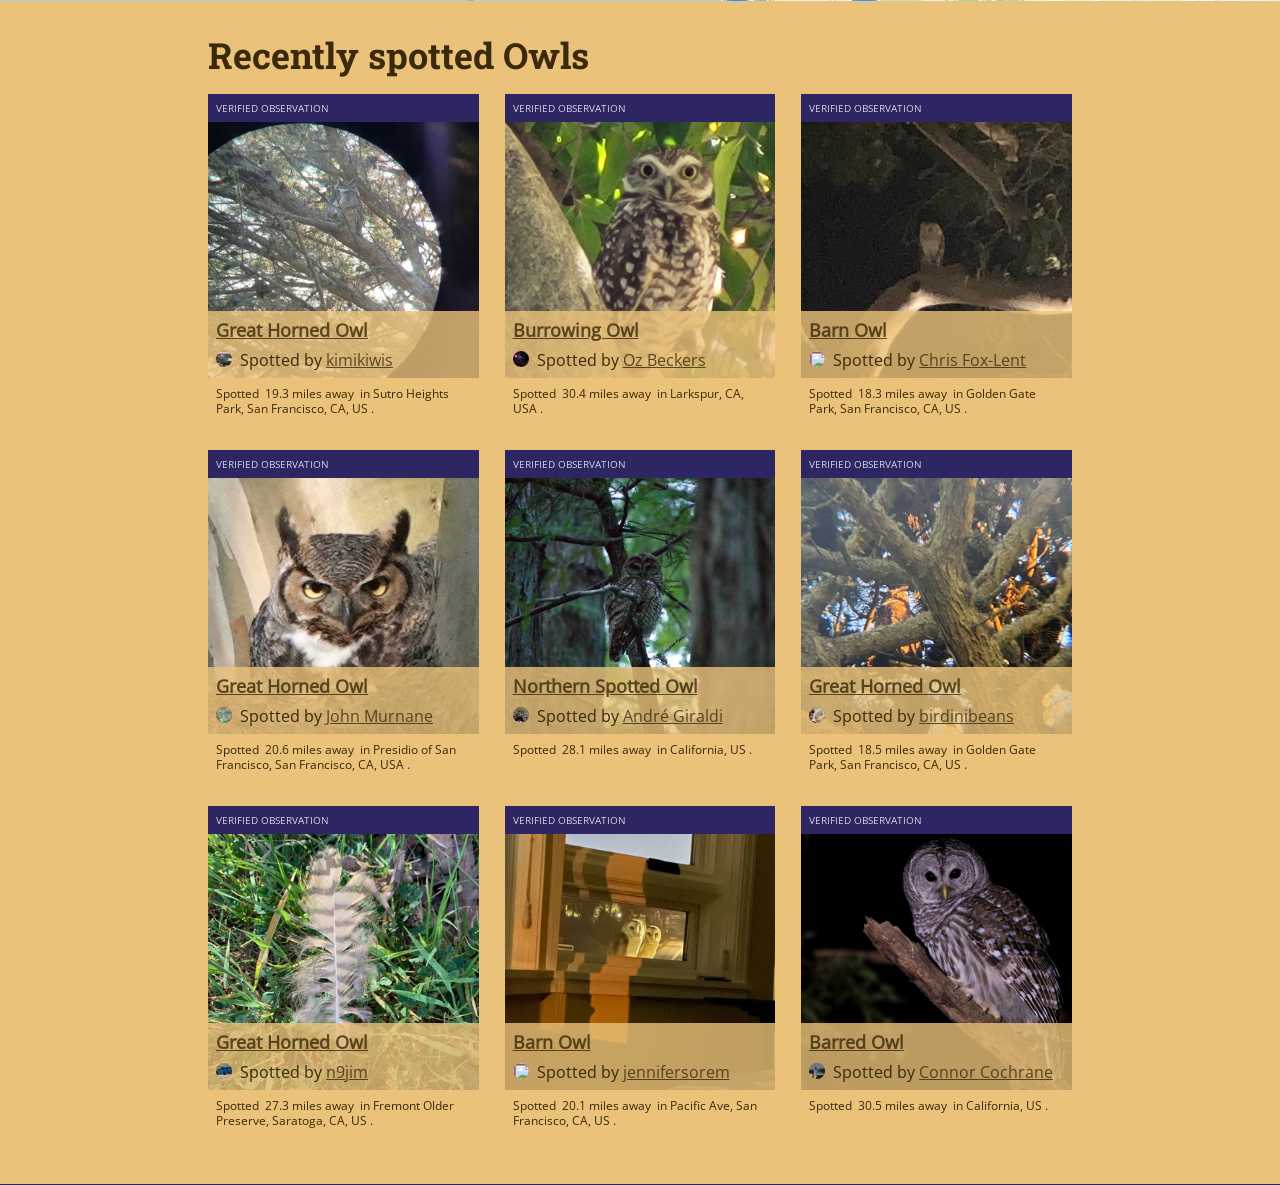 Recently spotted Owls
VERIFIED OBSERVATION
Great Horned Owl
Spotted by kimikiwis
Spotted 19.3 miles away in Sutro Heights
Park, San Francisco, CA, US .
VERIFIED OBSERVATION
Burrowing Owl
Spotted by Oz Beckers
Spotted 30.4 miles away in Larkspur, CA,
USA .
VERIFIED OBSERVATION
Barn Owl
Spotted by Chris Fox-Lent
Spotted 18.3 miles away in Golden Gate
Park, San Francisco, CA, US .
VERIFIED OBSERVATION
Great Horned Owl
Spotted by John Murnane
Spotted 20.6 miles away in Presidio of San
Francisco, San Francisco, CA, USA .
VERIFIED OBSERVATION
Northern Spotted Owl
Spotted by André Giraldi
Spotted 28.1 miles away in California, US .
VERIFIED OBSERVATION
Great Horned Owl
Spotted by birdinibeans
Spotted 18.5 miles away in Golden Gate
Park, San Francisco, CA, US .
VERIFIED OBSERVATION
Great Horned Owl
Spotted by n9jim
Spotted 27.3 miles away in Fremont Older
Preserve, Saratoga, CA, US .
VERIFIED OBSERVATION
Barn Owl
Spotted by jennifersorem
Spotted 20.1 miles away in Pacific Ave, San
Francisco, CA, US .
VERIFIED OBSERVATION
Barred Owl
Spotted by Connor Cochrane
Spotted 30.5 miles away in California, US .